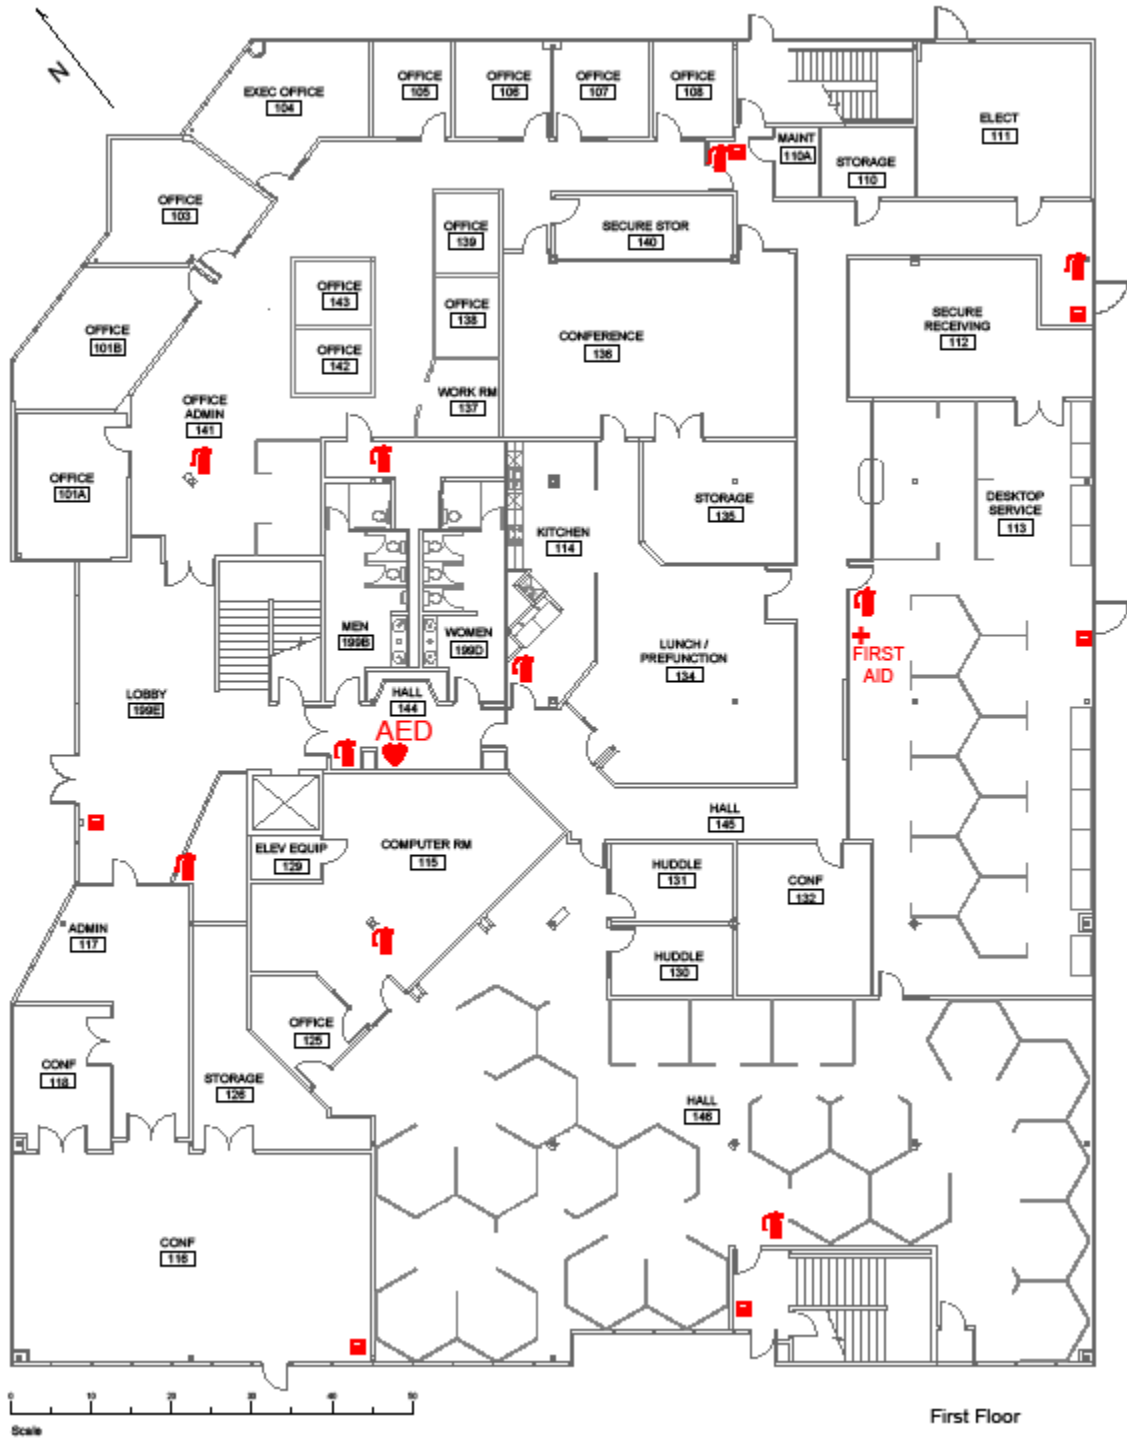 N
EXEC OFFICE
104
OFFICE
105
OFFICE
106
OFFICE
107
OFFICE
108
ELECT
111
MAINT
110A
STORAGE
110
OFFICE
103
OFFICE
139
SECURE STOR
140
OFFICE
143
OFFICE
138
SECURE
RECEIVING
112
OFFICE
101B
CONFERENCE
136
OFFICE
142
WORK RM
137
OFFICE
ADMIN
141
OFFICE
101A
STORAGE
135
DESKTOP
SERVICE
113
KITCHEN
114
MEN
199B
WOMEN
199D
LUNCH /
PREFUNCTION
134
FIRST
AID
LOBBY
199E
HALL
144
AED
HALL
145
ELEV EQUIP
129
COMPUTER RM
115
HUDDLE
131
CONF
132
ADMIN
117
HUDDLE
130
OFFICE
125
CONF
118
STORAGE
126
HALL
146
CONF
116
0 10 20 30 40 50
Scale
First Floor